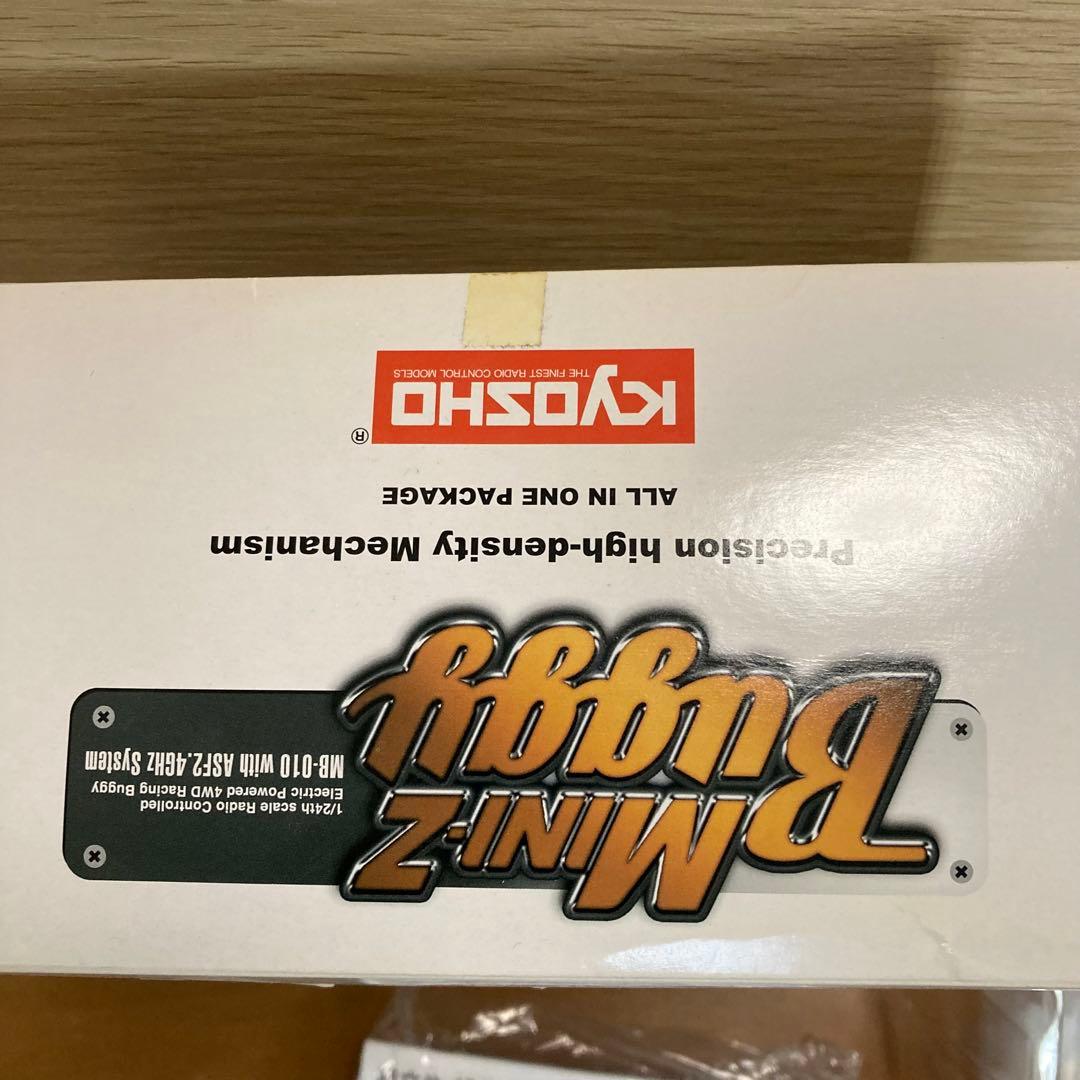 MINI-Z
Buggy
1/24th scale Radio Controlled
Electric Powered 4WD Racing Buggy
MB-010 with ASF2.4GHz System
Precision high-density Mechanism
ALL IN ONE PACKAGE
KYOSHO®
THE FINEST RADIO CONTROL MODELS